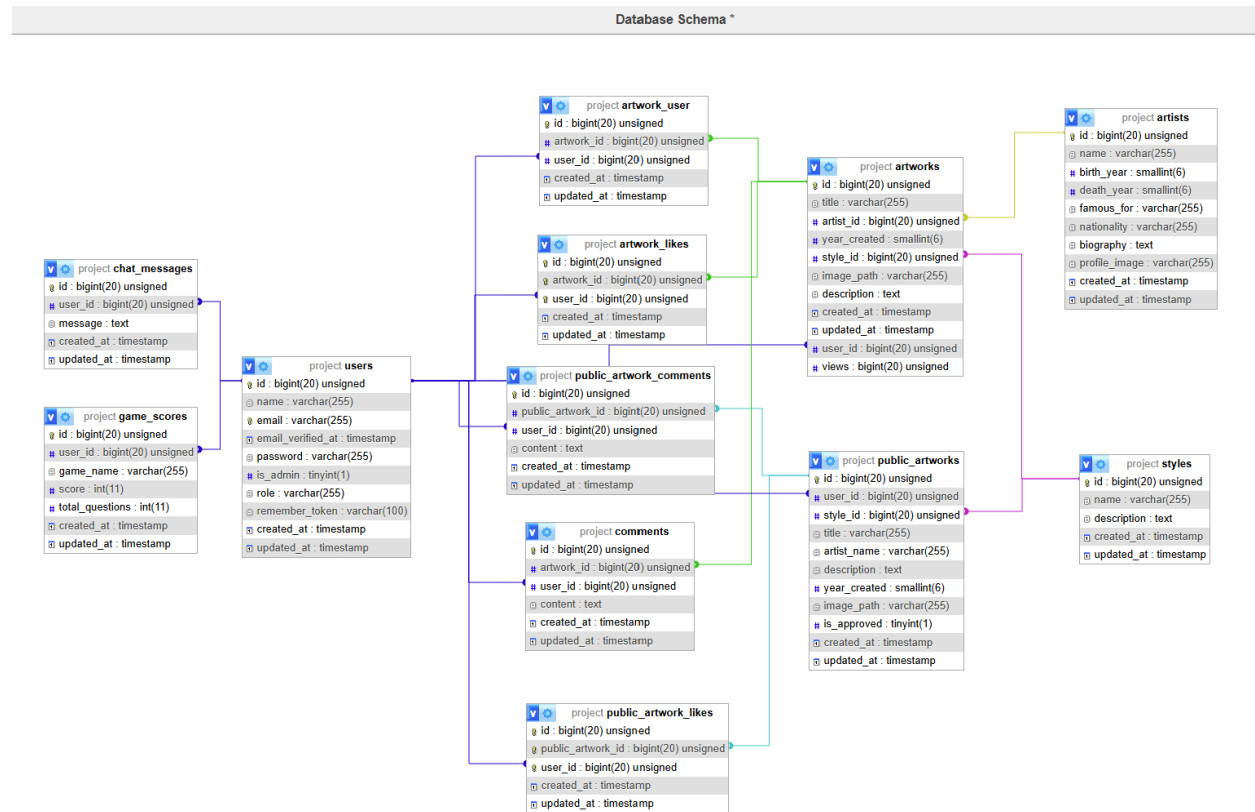 Database Schema *
project artwork_user
id : bigint(20) unsigned
artwork_id : bigint(20) unsigned
user_id : bigint(20) unsigned
created_at : timestamp
updated_at : timestamp
project artists
id : bigint(20) unsigned
name : varchar(255)
birth_year : smallint(6)
death_year : smallint(6)
famous_for : varchar(255)
nationality : varchar(255)
biography : text
profile_image : varchar(255)
created_at : timestamp
updated_at : timestamp
project artworks
id : bigint(20) unsigned
title : varchar(255)
artist_id : bigint(20) unsigned
year_created : smallint(6)
style_id : bigint(20) unsigned
image_path : varchar(255)
description : text
created_at : timestamp
updated_at : timestamp
user_id : bigint(20) unsigned
views : bigint(20) unsigned
project artwork_likes
id : bigint(20) unsigned
artwork_id : bigint(20) unsigned
user_id : bigint(20) unsigned
created_at : timestamp
updated_at : timestamp
project chat_messages
id : bigint(20) unsigned
user_id : bigint(20) unsigned
message : text
created_at : timestamp
updated_at : timestamp
project users
id : bigint(20) unsigned
name : varchar(255)
email : varchar(255)
email_verified_at : timestamp
password : varchar(255)
is_admin : tinyint(1)
role : varchar(255)
remember_token : varchar(100)
created_at : timestamp
updated_at : timestamp
project public_artwork_comments
id : bigint(20) unsigned
public_artwork_id : bigint(20) unsigned
user_id : bigint(20) unsigned
content : text
created_at : timestamp
updated_at : timestamp
project game_scores
id : bigint(20) unsigned
user_id : bigint(20) unsigned
game_name : varchar(255)
score : int(11)
total_questions : int(11)
created_at : timestamp
updated_at : timestamp
project public_artworks
id : bigint(20) unsigned
user_id : bigint(20) unsigned
style_id : bigint(20) unsigned
title : varchar(255)
artist_name : varchar(255)
description : text
year_created : smallint(6)
image_path : varchar(255)
is_approved : tinyint(1)
created_at : timestamp
updated_at : timestamp
project styles
id : bigint(20) unsigned
name : varchar(255)
description : text
created_at : timestamp
updated_at : timestamp
project comments
id : bigint(20) unsigned
artwork_id : bigint(20) unsigned
user_id : bigint(20) unsigned
content : text
created_at : timestamp
updated_at : timestamp
project public_artwork_likes
id : bigint(20) unsigned
public_artwork_id : bigint(20) unsigned
user_id : bigint(20) unsigned
created_at : timestamp
updated_at : timestamp